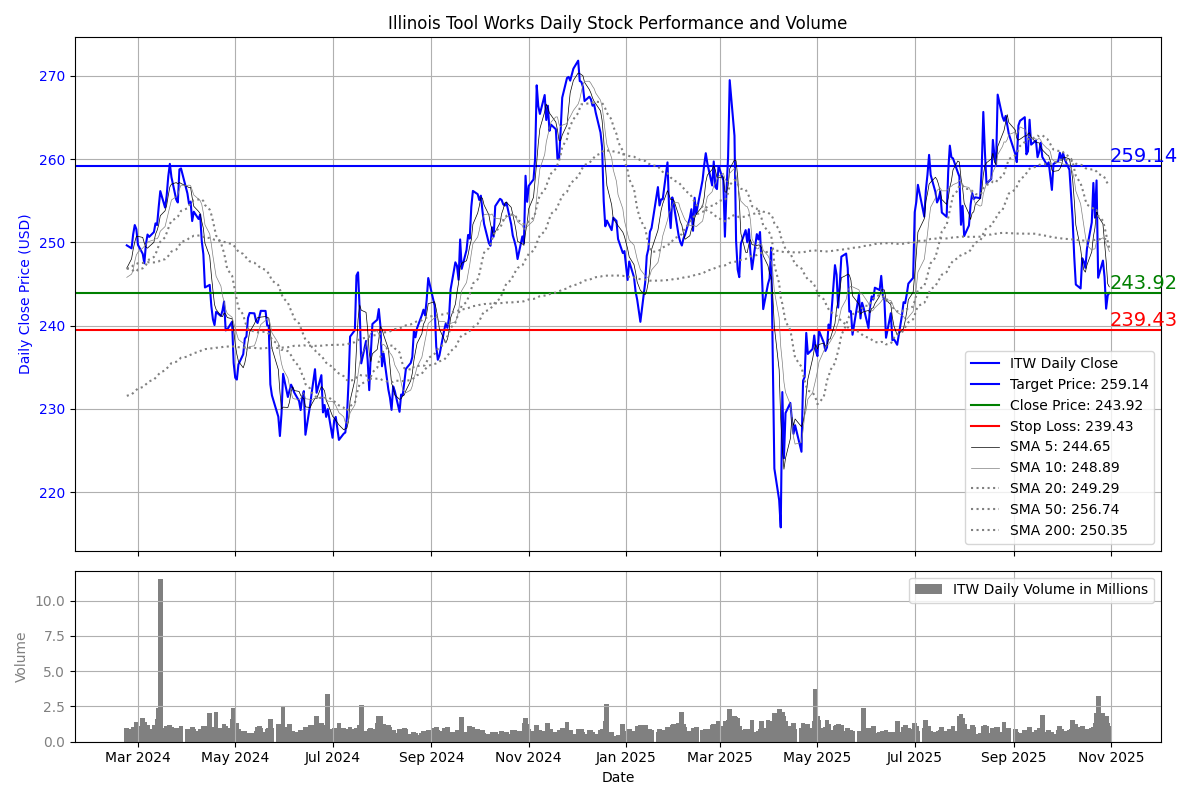 Illinois Tool Works Daily Stock Performance and Volume
Daily Close Price (USD)
270
260
250
240
230
220
259.14
243.92
239.43
ITW Daily Close
Target Price: 259.14
Close Price: 243.92
Stop Loss: 239.43
SMA 5: 244.65
SMA 10: 248.89
SMA 20: 249.29
SMA 50: 256.74
SMA 200: 250.35
Volume
10.0
7.5
5.0
2.5
0.0
ITW Daily Volume in Millions
Mar 2024 May 2024 Jul 2024 Sep 2024 Nov 2024 Jan 2025 Mar 2025 May 2025 Jul 2025 Sep 2025 Nov 2025
Date